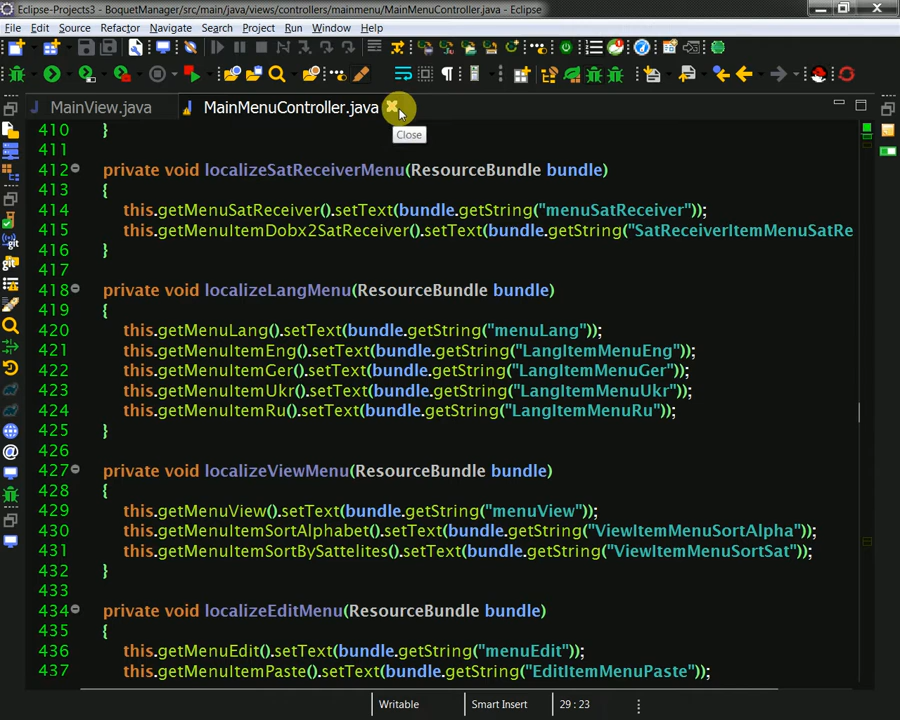 Eclipse-Projects3 - BoquetManager/src/main/java/views/controllers/mainmenu/MainMenuController.java - Eclipse
File Edit Source Refactor Navigate Search Project Run Window Help
MainView.java MainMenuController.java
Close
410 }
411
412 private void localizeSatReceiverMenu(ResourceBundle bundle)
413 {
414 this.getMenuSatReceiver().setText(bundle.getString("menuSatReceiver"));
415 this.getMenuItemDobx2SatReceiver().setText(bundle.getString("SatReceiverItemMenuSatRe
416 }
417
418 private void localizeLangMenu(ResourceBundle bundle)
419 {
420 this.getMenuLang().setText(bundle.getString("menuLang"));
421 this.getMenuItemEng().setText(bundle.getString("LangItemMenuEng"));
422 this.getMenuItemGer().setText(bundle.getString("LangItemMenuGer"));
423 this.getMenuItemUkr().setText(bundle.getString("LangItemMenuUkr"));
424 this.getMenuItemRu().setText(bundle.getString("LangItemMenuRu"));
425 }
426
427 private void localizeViewMenu(ResourceBundle bundle)
428 {
429 this.getMenuView().setText(bundle.getString("menuView"));
430 this.getMenuItemSortAlphabet().setText(bundle.getString("ViewItemMenuSortAlpha"));
431 this.getMenuItemSortBySattelites().setText(bundle.getString("ViewItemMenuSortSat"));
432 }
433
434 private void localizeEditMenu(ResourceBundle bundle)
435 {
436 this.getMenuEdit().setText(bundle.getString("menuEdit"));
437 this.getMenuItemPaste().setText(bundle.getString("EditItemMenuPaste"));
Writable Smart Insert 29 : 23